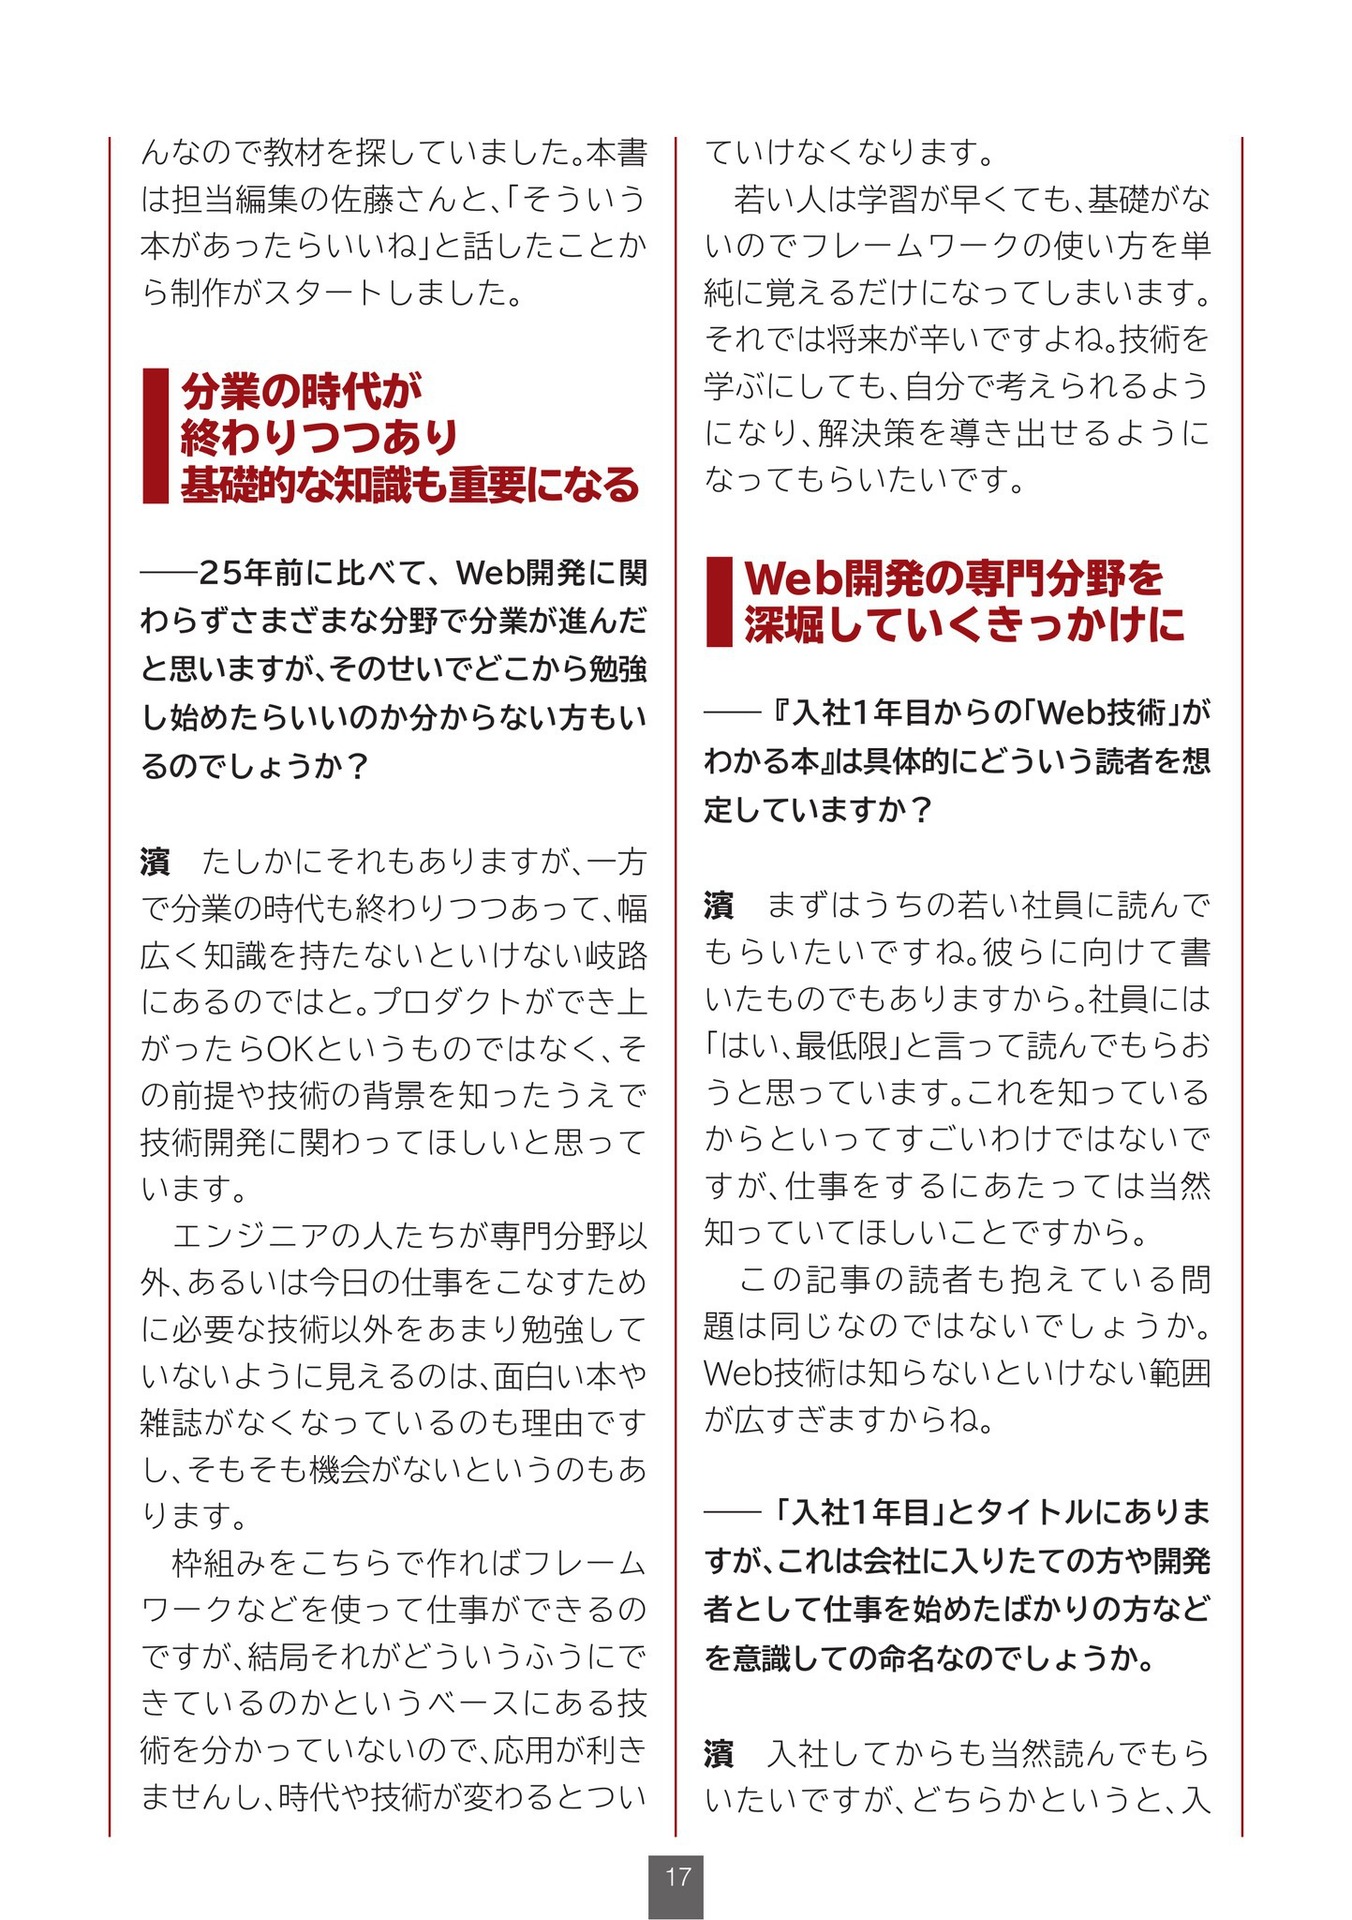 んなので教材を探していました。本書
は担当編集の佐藤さんと、「そういう
本があったらいいね」と話したことか
ら制作がスタートしました。
分業の時代が
終わりつつあり
基礎的な知識も重要になる
――25年前に比べて、Web開発に関
わらずさまざまな分野で分業が進んだ
と思いますが、そのせいでどこから勉強
し始めたらいいのか分からない方もい
るのでしょうか？
濱　たしかにそれもありますが、一方
で分業の時代も終わりつつあって、幅
広く知識を持たないといけない岐路
にあるのではと。プロダクトができ上
がったらOKというものではなく、そ
の前提や技術の背景を知ったうえで
技術開発に関わってほしいと思って
います。
　エンジニアの人たちが専門分野以
外、あるいは今日の仕事をこなすため
に必要な技術以外をあまり勉強して
いないように見えるのは、面白い本や
雑誌がなくなっているのも理由です
し、そもそも機会がないというのもあ
ります。
　枠組みをこちらで作ればフレーム
ワークなどを使って仕事ができるの
ですが、結局それがどういうふうにで
きているのかというベースにある技
術を分かっていないので、応用が利き
ませんし、時代や技術が変わるとつい
ていけなくなります。
　若い人は学習が早くても、基礎がな
いのでフレームワークの使い方を単
純に覚えるだけになってしまいます。
それでは将来が辛いですよね。技術を
学ぶにしても、自分で考えられるよう
になり、解決策を導き出せるように
なってもらいたいです。
Web開発の専門分野を
深堀していくきっかけに
――『入社1年目からの「Web技術」が
わかる本』は具体的にどういう読者を想
定していますか？
濱　まずはうちの若い社員に読んで
もらいたいですね。彼らに向けて書
いたものでもありますから。社員には
「はい、最低限」と言って読んでもらお
うと思っています。これを知っている
からといってすごいわけではないで
すが、仕事をするにあたっては当然
知っていてほしいことですから。
　この記事の読者も抱えている問
題は同じなのではないでしょうか。
Web技術は知らないといけない範囲
が広すぎますからね。
――「入社1年目」とタイトルにありま
すが、これは会社に入りたての方や開発
者として仕事を始めたばかりの方など
を意識しての命名なのでしょうか。
濱　入社してからも当然読んでもら
いたいですが、どちらかというと、入
17